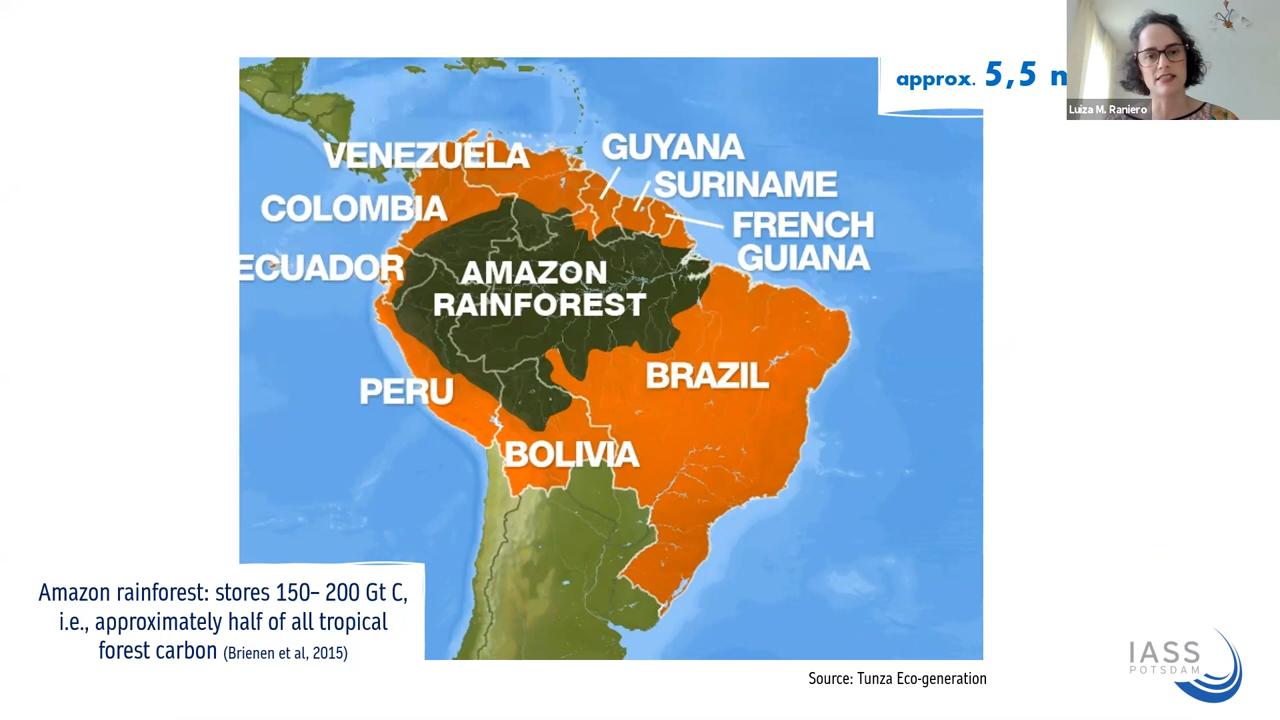 approx. 5,5 m
Luiza M. Raniero
VENEZUELA
GUYANA
SURINAME
COLOMBIA
FRENCH
GUIANA
ECUADOR
AMAZON
RAINFOREST
PERU
BRAZIL
BOLIVIA
Amazon rainforest: stores 150– 200 Gt C,
i.e., approximately half of all tropical
forest carbon (Brienen et al, 2015)
IASS
POTSDAM
Source: Tunza Eco-generation